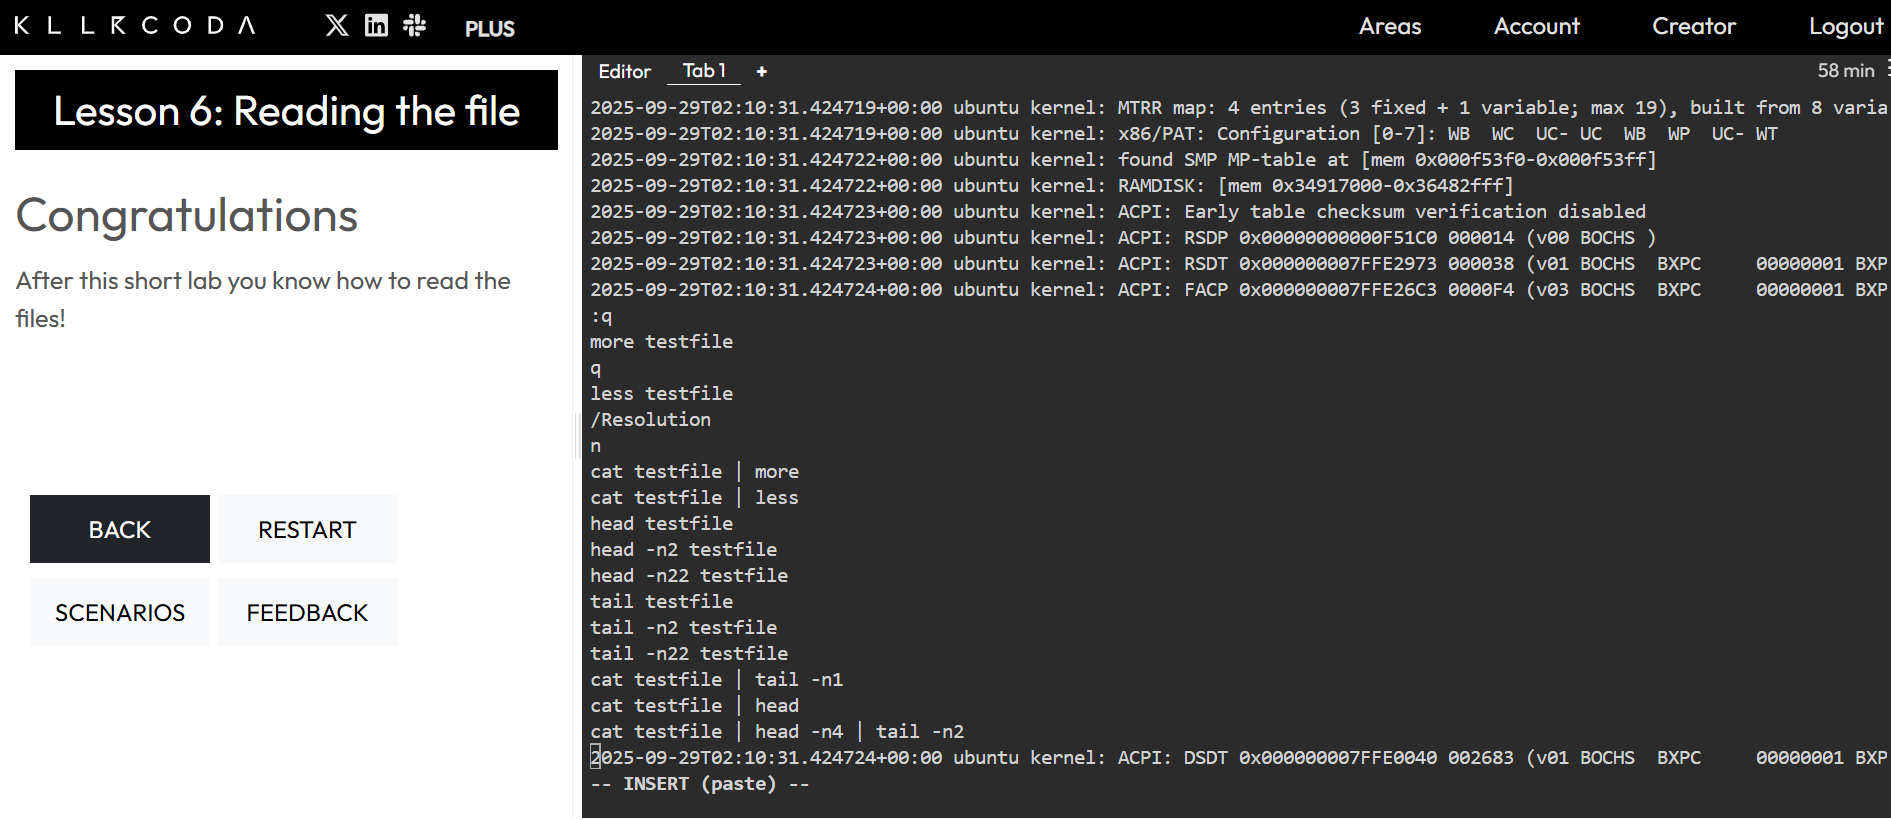 KLLRCODA
PLUS
Areas
Account
Creator
Logout
Lesson 6: Reading the file
Congratulations
After this short lab you know how to read the
files!
BACK
RESTART
SCENARIOS
FEEDBACK
Editor
Tab 1
+
58 min
2025-09-29T02:10:31.424719+00:00 ubuntu kernel: MTRR map: 4 entries (3 fixed + 1 variable; max 19), built from 8 varia
2025-09-29T02:10:31.424719+00:00 ubuntu kernel: x86/PAT: Configuration [0-7]: WB  WC  UC- UC  WB  WP  UC- WT
2025-09-29T02:10:31.424722+00:00 ubuntu kernel: found SMP MP-table at [mem 0x000f53f0-0x000f53ff]
2025-09-29T02:10:31.424722+00:00 ubuntu kernel: RAMDISK: [mem 0x34917000-0x36482fff]
2025-09-29T02:10:31.424723+00:00 ubuntu kernel: ACPI: Early table checksum verification disabled
2025-09-29T02:10:31.424723+00:00 ubuntu kernel: ACPI: RSDP 0x00000000000F51C0 000014 (v00 BOCHS )
2025-09-29T02:10:31.424723+00:00 ubuntu kernel: ACPI: RSDT 0x000000007FFE2973 000038 (v01 BOCHS  BXPC     00000001 BXP
2025-09-29T02:10:31.424724+00:00 ubuntu kernel: ACPI: FACP 0x000000007FFE26C3 0000F4 (v03 BOCHS  BXPC     00000001 BXP
:q
more testfile
q
less testfile
/Resolution
n
cat testfile | more
cat testfile | less
head testfile
head -n2 testfile
head -n22 testfile
tail testfile
tail -n2 testfile
tail -n22 testfile
cat testfile | tail -n1
cat testfile | head
cat testfile | head -n4 | tail -n2
2025-09-29T02:10:31.424724+00:00 ubuntu kernel: ACPI: DSDT 0x000000007FFE0040 002683 (v01 BOCHS  BXPC     00000001 BXP
-- INSERT (paste) --